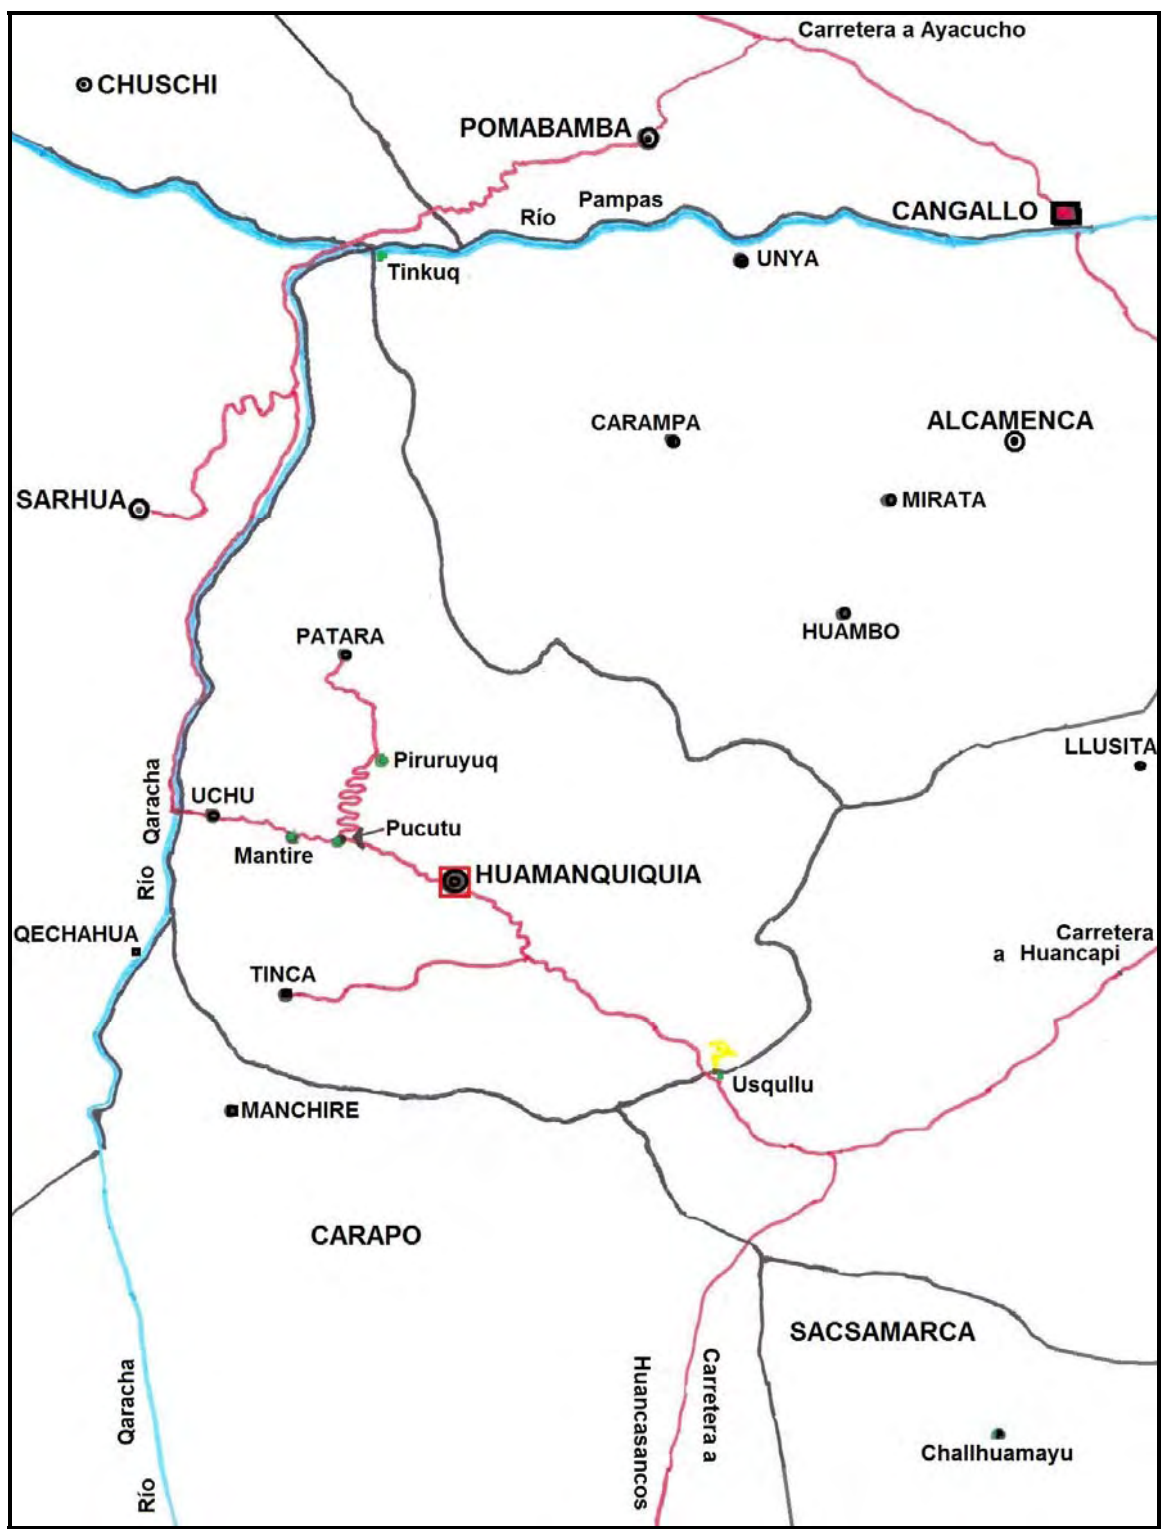 Carretera a Ayacucho
CHUSCHI
POMABAMBA
Pampas
Río
CANGALLO
UNYA
Tinkuq
CARAMPA
ALCAMENCA
SARHUA
MIRATA
HUAMBO
PATARA
LLUSITA
Piruruyuq
UCHU
Río Qaracha
Pucutu
Mantire
HUAMANQUIQUIA
QECHAHUA
Carretera
a Huancapi
TINCA
Usqullu
MANCHIRE
CARAPO
SACSAMARCA
Carretera a
Huancasancos
Río Qaracha
Challhuamayu